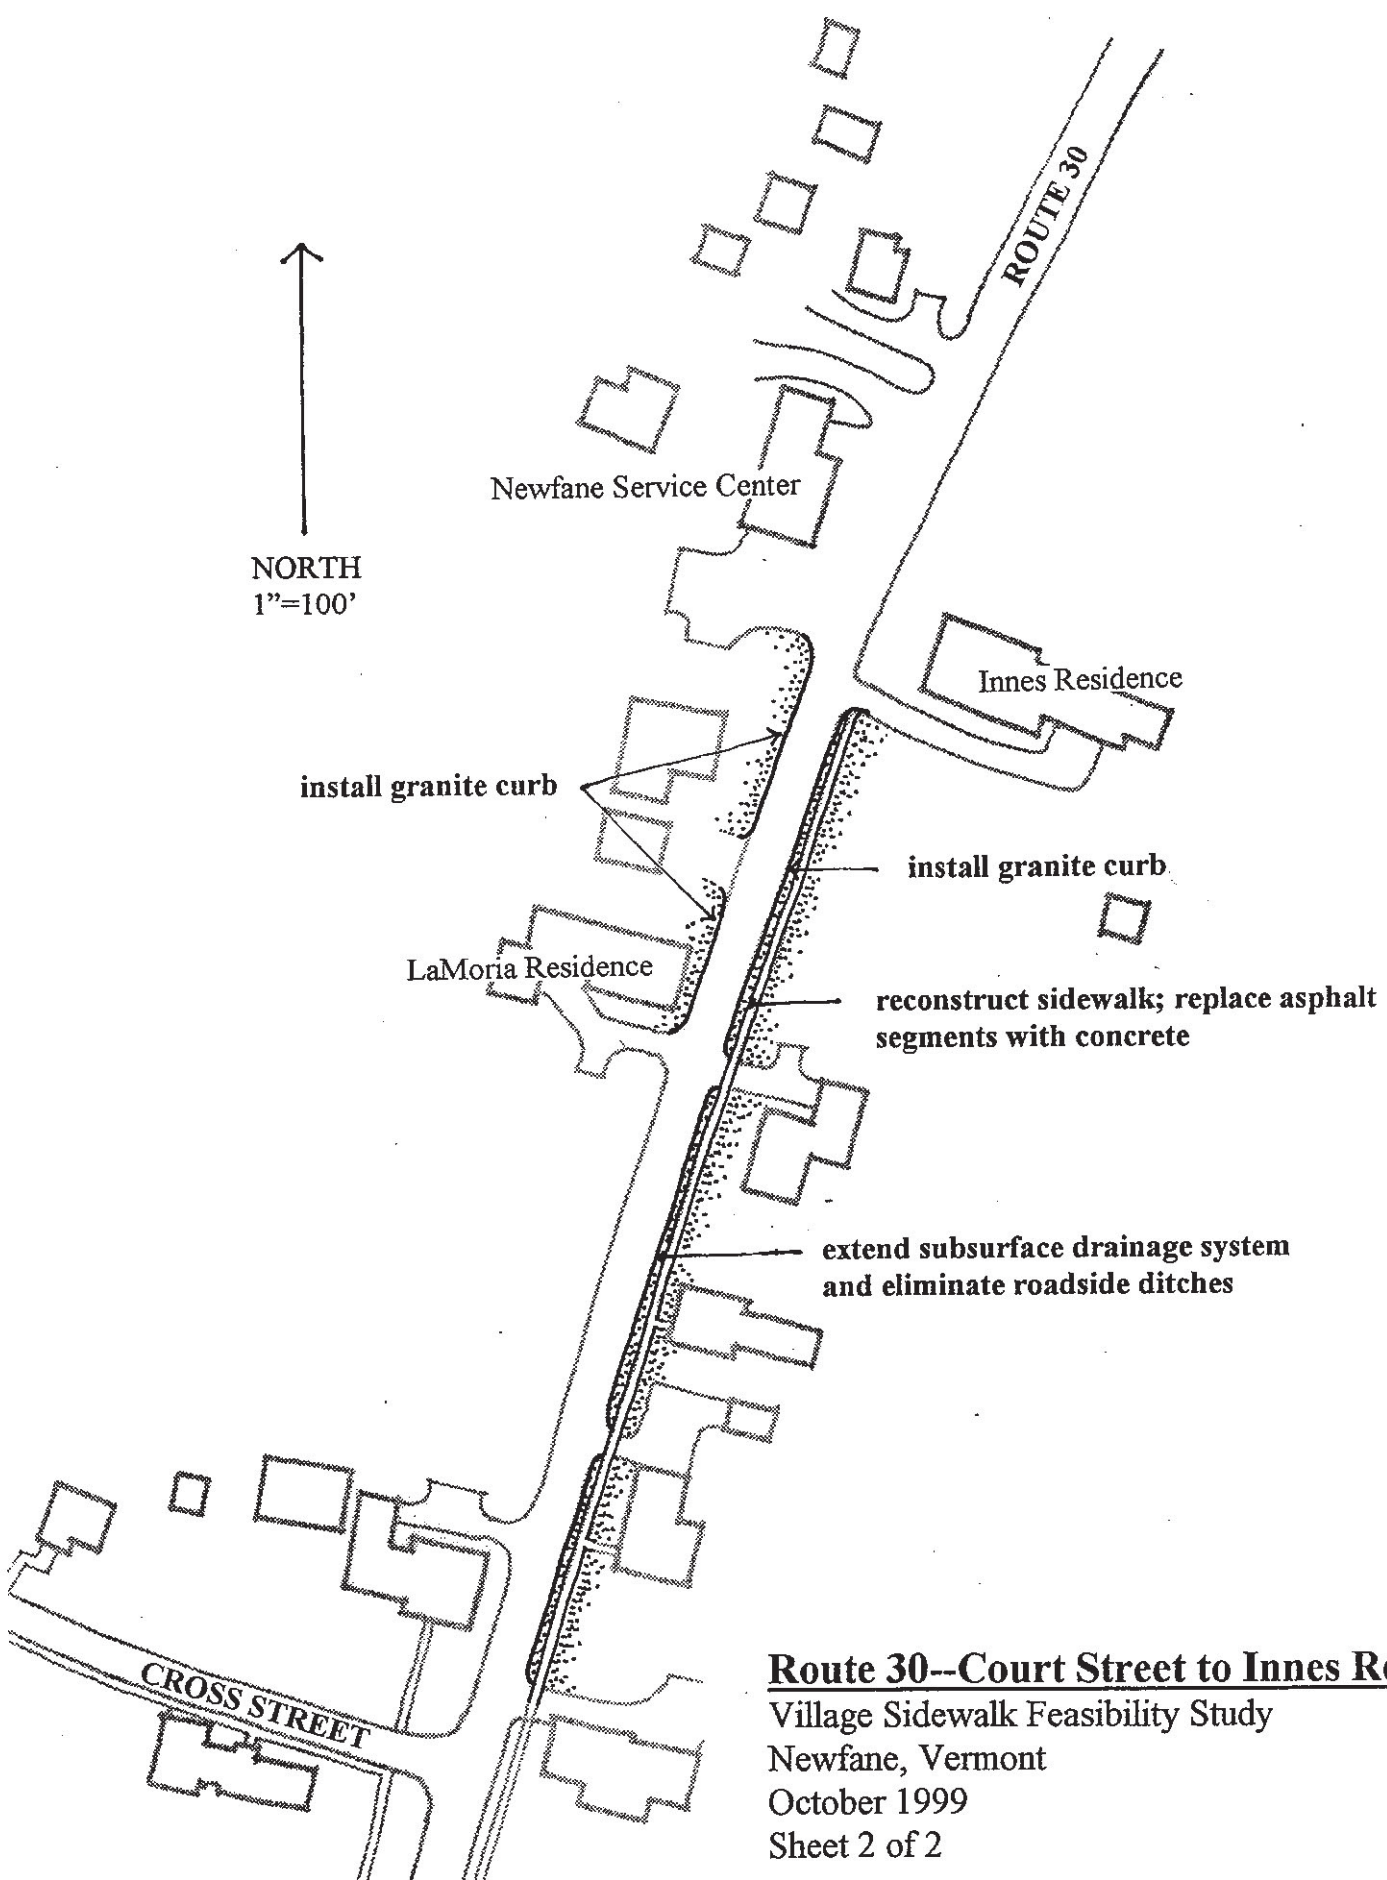 ROUTE 30
Newfane Service Center
NORTH
1"=100'
Innes Residence
install granite curb
install granite curb
LaMoria Residence
reconstruct sidewalk; replace asphalt
segments with concrete
extend subsurface drainage system
and eliminate roadside ditches
CROSS STREET
Route 30--Court Street to Innes Re
Village Sidewalk Feasibility Study
Newfane, Vermont
October 1999
Sheet 2 of 2